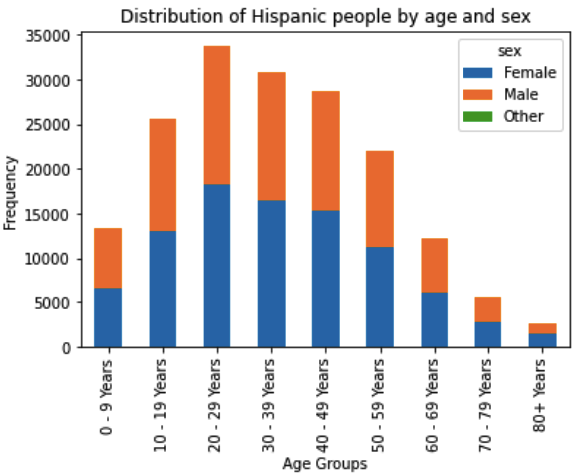 Distribution of Hispanic people by age and sex
sex
Female
Male
Other
Frequency
35000
30000
25000
20000
15000
10000
5000
0
0 - 9 Years
10 - 19 Years
20 - 29 Years
30 - 39 Years
40 - 49 Years
50 - 59 Years
60 - 69 Years
70 - 79 Years
80+ Years
Age Groups